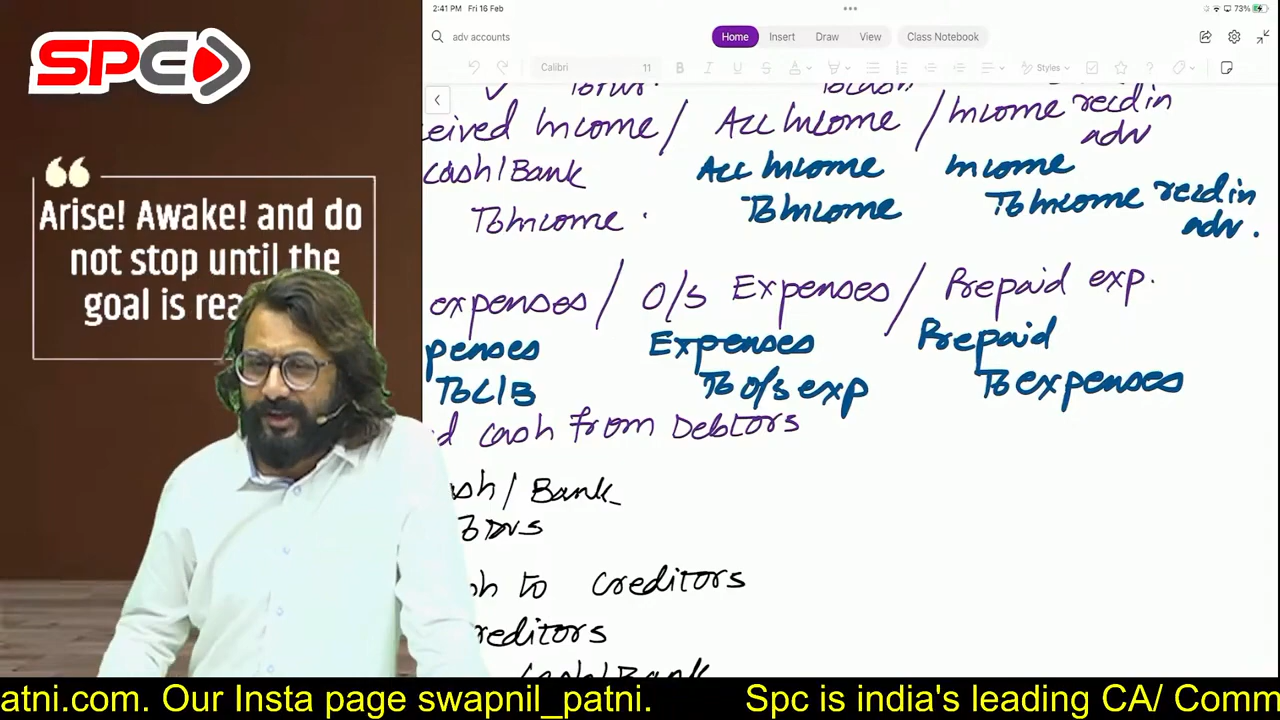 2:41 PM Fri 16 Feb
73%
SPC
adv accounts
Home Insert Draw View Class Notebook
Calibri 11 B I U S A Styles
Arise! Awake! and do
not stop until the
goal is rea
eived Income / Acc Income / Income recd in
adv
cash/Bank Acc Income Income
To Income . To Income To Income recd in
adv .
expenses / O/s Expenses / Prepaid exp.
penses Expenses Prepaid
To C/B To O/s exp To expenses
d cash from Debtors
sh / Bank
To Drs
h to creditors
reditors
cash/Bank
atni.com. Our Insta page swapnil_patni. Spc is india's leading CA/ Comm